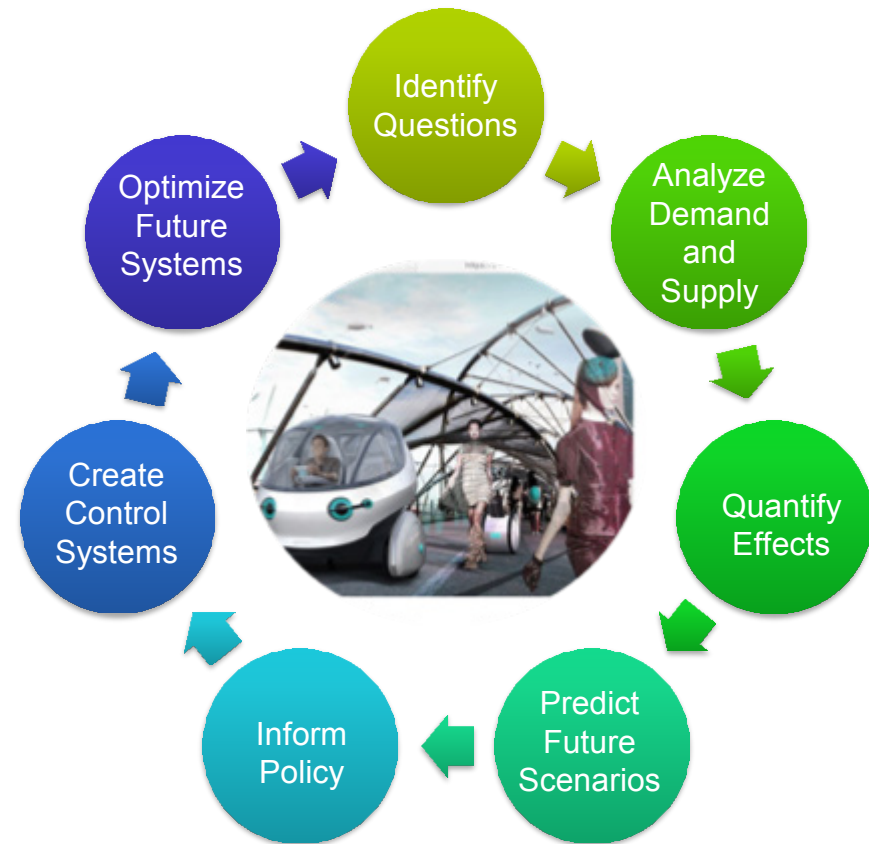 Identify
Questions
Analyze
Demand
and
Supply
Quantify
Effects
Predict
Future
Scenarios
Inform
Policy
Create
Control
Systems
Optimize
Future
Systems